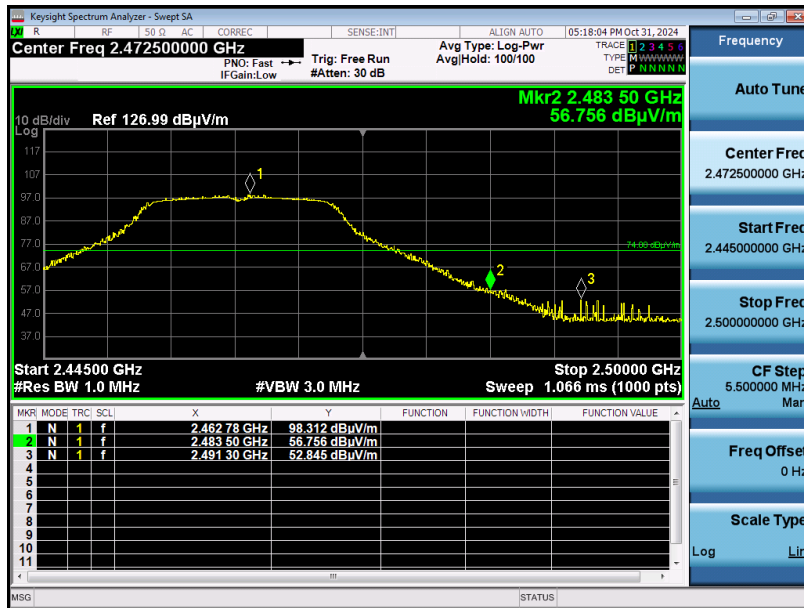 Keysight Spectrum Analyzer - Swept SA
LXI R RF 50 Ω AC CORREC SENSE:INT ALIGN AUTO 05:18:04 PM Oct 31, 2024
Center Freq 2.472500000 GHz
PNO: Fast
IFGain:Low
Trig: Free Run
#Atten: 30 dB
Avg Type: Log-Pwr
Avg|Hold: 100/100
TRACE 1 2 3 4 5 6
TYPE M WWWWW
DET P N N N N N
Mkr2 2.483 50 GHz
56.756 dBµV/m
10 dB/div Ref 126.99 dBµV/m
Log
117
107
97.0
87.0
77.0
67.0
57.0
47.0
37.0
1
74.00 dBµV/m
2
3
Start 2.44500 GHz Stop 2.50000 GHz
#Res BW 1.0 MHz #VBW 3.0 MHz Sweep 1.066 ms (1000 pts)
MKR MODE TRC SCL X Y FUNCTION FUNCTION WIDTH FUNCTION VALUE
1 N 1 f 2.462 78 GHz 98.312 dBµV/m
2 N 1 f 2.483 50 GHz 56.756 dBµV/m
3 N 1 f 2.491 30 GHz 52.845 dBµV/m
4
5
6
7
8
9
10
11
MSG STATUS
Frequency
Auto Tune
Center Freq
2.472500000 GHz
Start Freq
2.445000000 GHz
Stop Freq
2.500000000 GHz
CF Step
5.500000 MHz
Auto Man
Freq Offset
0 Hz
Scale Type
Log Lin